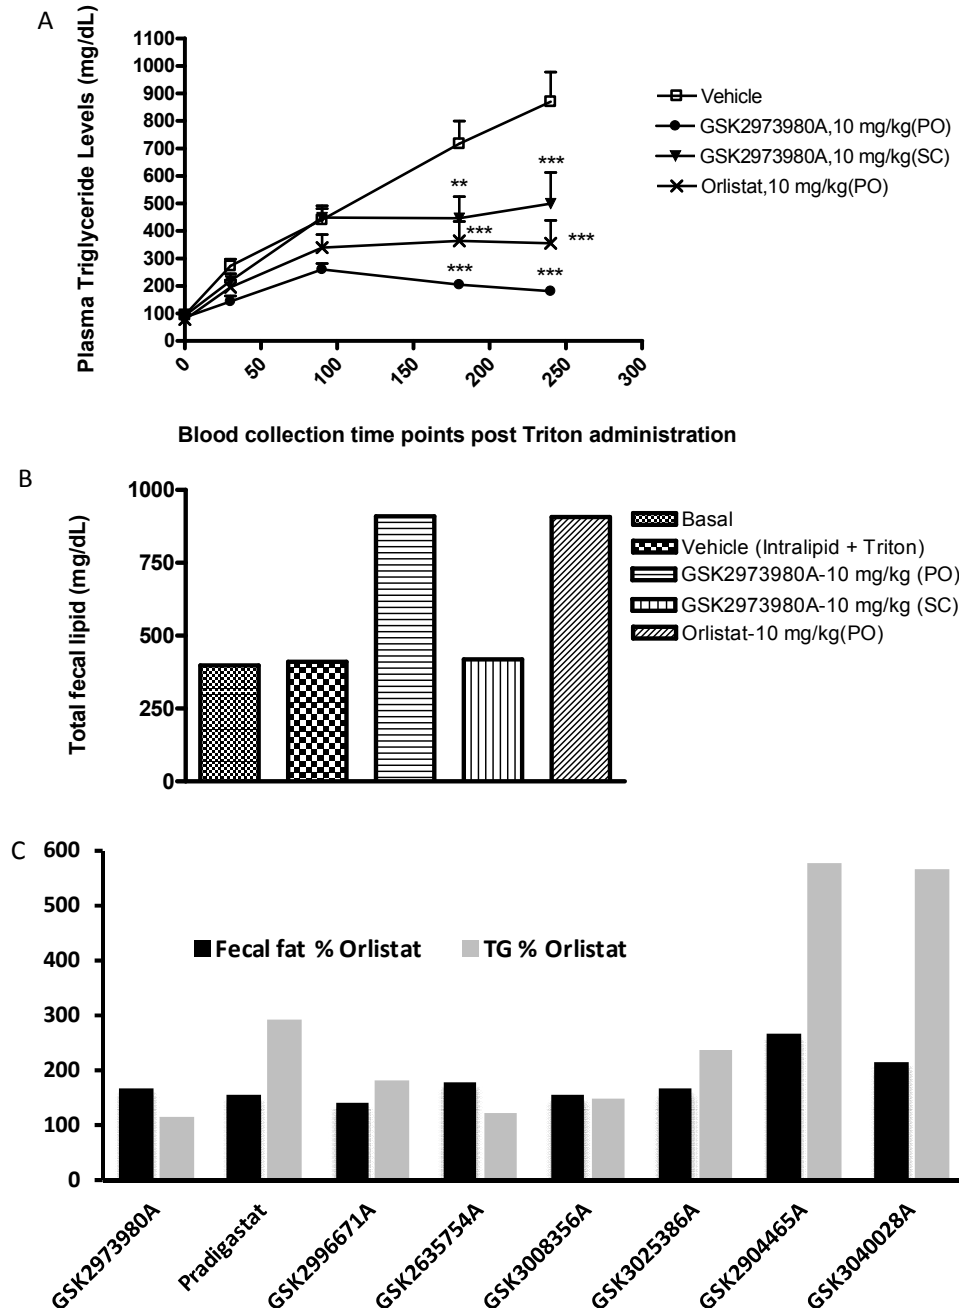 A
Plasma Triglyceride Levels (mg/dL)
1100
1000
900
800
700
600
500
400
300
200
100
0
0
50
100
150
200
250
300
***
**
***
***
***
***
Vehicle
GSK2973980A,10 mg/kg(PO)
GSK2973980A,10 mg/kg(SC)
Orlistat,10 mg/kg(PO)
Blood collection time points post Triton administration
B
Total fecal lipid (mg/dL)
1000
750
500
250
0
Basal
Vehicle (Intralipid + Triton)
GSK2973980A-10 mg/kg (PO)
GSK2973980A-10 mg/kg (SC)
Orlistat-10 mg/kg(PO)
C
600
500
400
300
200
100
0
Fecal fat % Orlistat
TG % Orlistat
GSK2973980A
Pradigastat
GSK2996671A
GSK2635754A
GSK3008356A
GSK3025386A
GSK2904465A
GSK3040028A